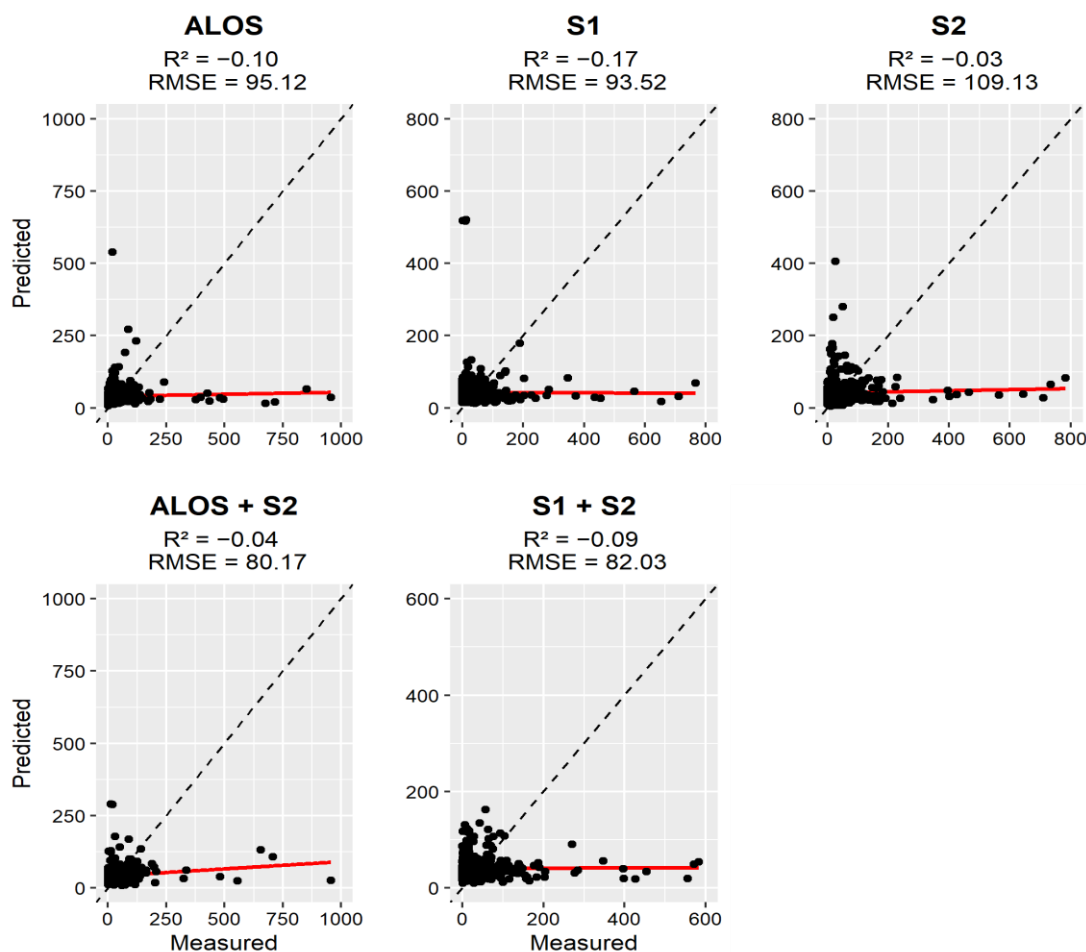 ALOS
R² = −0.10
RMSE = 95.12
S1
R² = −0.17
RMSE = 93.52
S2
R² = −0.03
RMSE = 109.13
Predicted
1000
750
500
250
0
0 250 500 750 1000
800
600
400
200
0
0 200 400 600 800
800
600
400
200
0
0 200 400 600 800
ALOS + S2
R² = −0.04
RMSE = 80.17
S1 + S2
R² = −0.09
RMSE = 82.03
Predicted
1000
750
500
250
0
0 250 500 750 1000
Measured
600
400
200
0
0 200 400 600
Measured